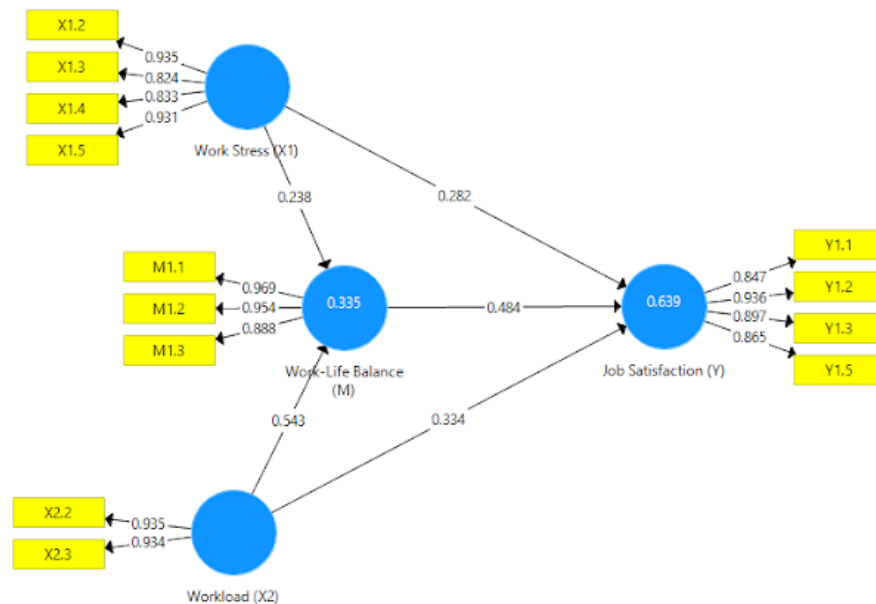 X1.2
0.935
X1.3
0.824
X1.4
0.833
X1.5
0.931
Work Stress (X1)
0.238
0.282
M1.1
0.969
M1.2
0.954
M1.3
0.888
0.335
Work-Life Balance
(M)
0.484
0.639
Job Satisfaction (Y)
0.847
Y1.1
0.936
Y1.2
0.897
Y1.3
0.865
Y1.5
0.543
0.334
X2.2
0.935
X2.3
0.934
Workload (X2)